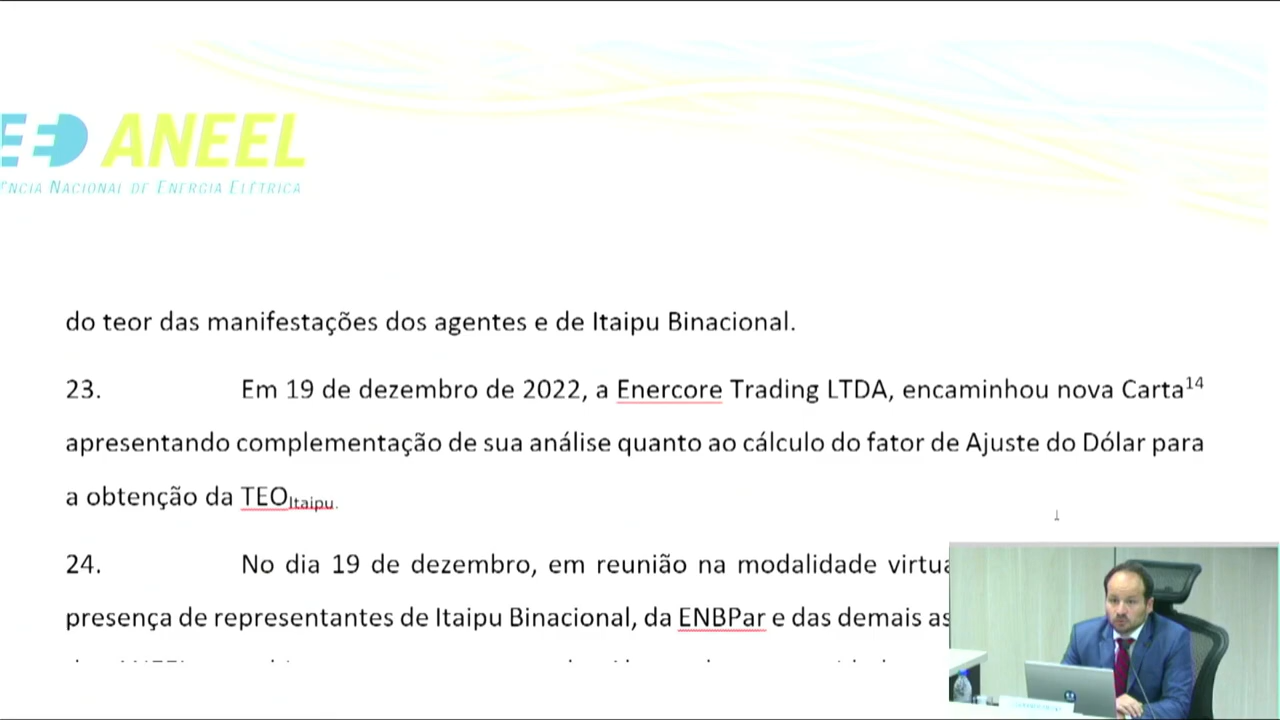 ANEEL
NACIONAL DE ENERGIA ELÉTRICA
do teor das manifestações dos agentes e de Itaipu Binacional.
23. Em 19 de dezembro de 2022, a Enercore Trading LTDA, encaminhou nova Carta14
apresentando complementação de sua análise quanto ao cálculo do fator de Ajuste do Dólar para
a obtenção da TEOItaipu.
24. No dia 19 de dezembro, em reunião na modalidade
presença de representantes de Itaipu Binacional, da ENBPar e das demais